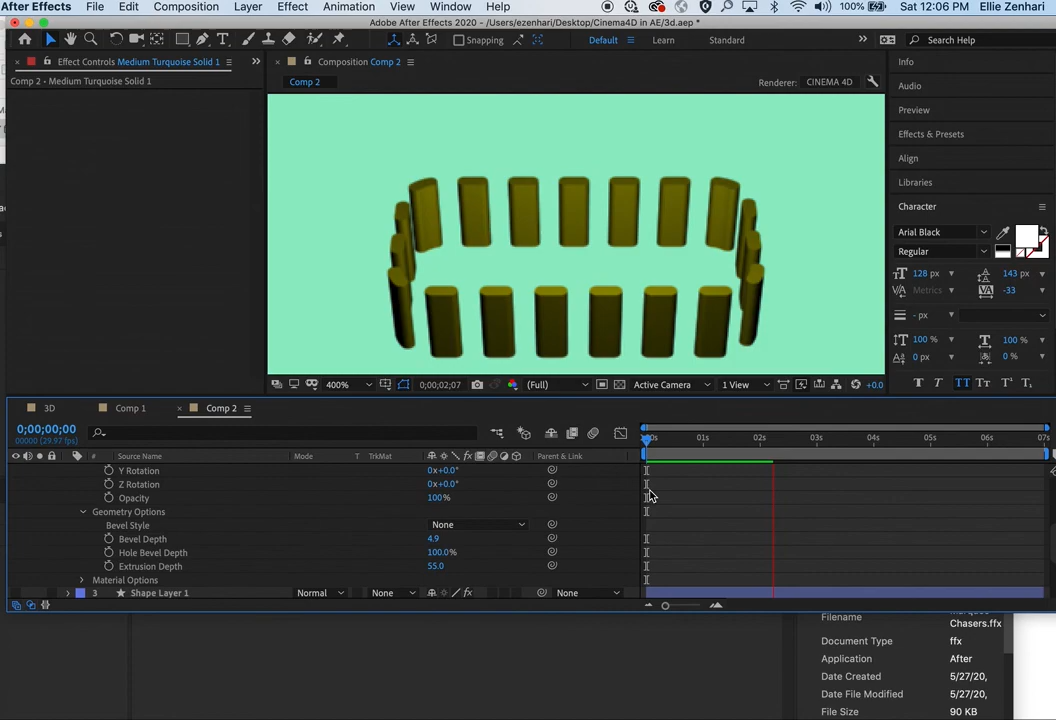 After Effects File Edit Composition Layer Effect Animation View Window Help 100% Sat 12:06 PM Ellie Zenhari
Adobe After Effects 2020 - /Users/ezenhari/Desktop/Cinema4D in AE/3d.aep *
Snapping Default Learn Standard Search Help
Effect Controls Medium Turquoise Solid 1 Composition Comp 2 Info
Comp 2 - Medium Turquoise Solid 1 Comp 2 Renderer: CINEMA 4D Audio
Preview
Effects & Presets
Align
Libraries
Character
Arial Black
Regular
128 px 143 px
Metrics -33
- px
100 % 100 %
0 px 0 %
T T TT Tт T¹ T₁
400% 0;00;02;07 (Full) Active Camera 1 View +0.0
3D Comp 1 Comp 2
0;00;00;00
00000 (29.97 fps) :00s 01s 02s 03s 04s 05s 06s 07s
Source Name Mode T TrkMat Parent & Link
Y Rotation 0x+0.0°
Z Rotation 0x+0.0°
Opacity 100%
Geometry Options
Bevel Style None
Bevel Depth 4.9
Hole Bevel Depth 100.0%
Extrusion Depth 55.0
Material Options
3 Shape Layer 1 Normal None None
Filename
Chasers.ffx
Document Type ffx
Application After
Date Created 5/27/20,
Date File Modified 5/27/20,
File Size 90 KB